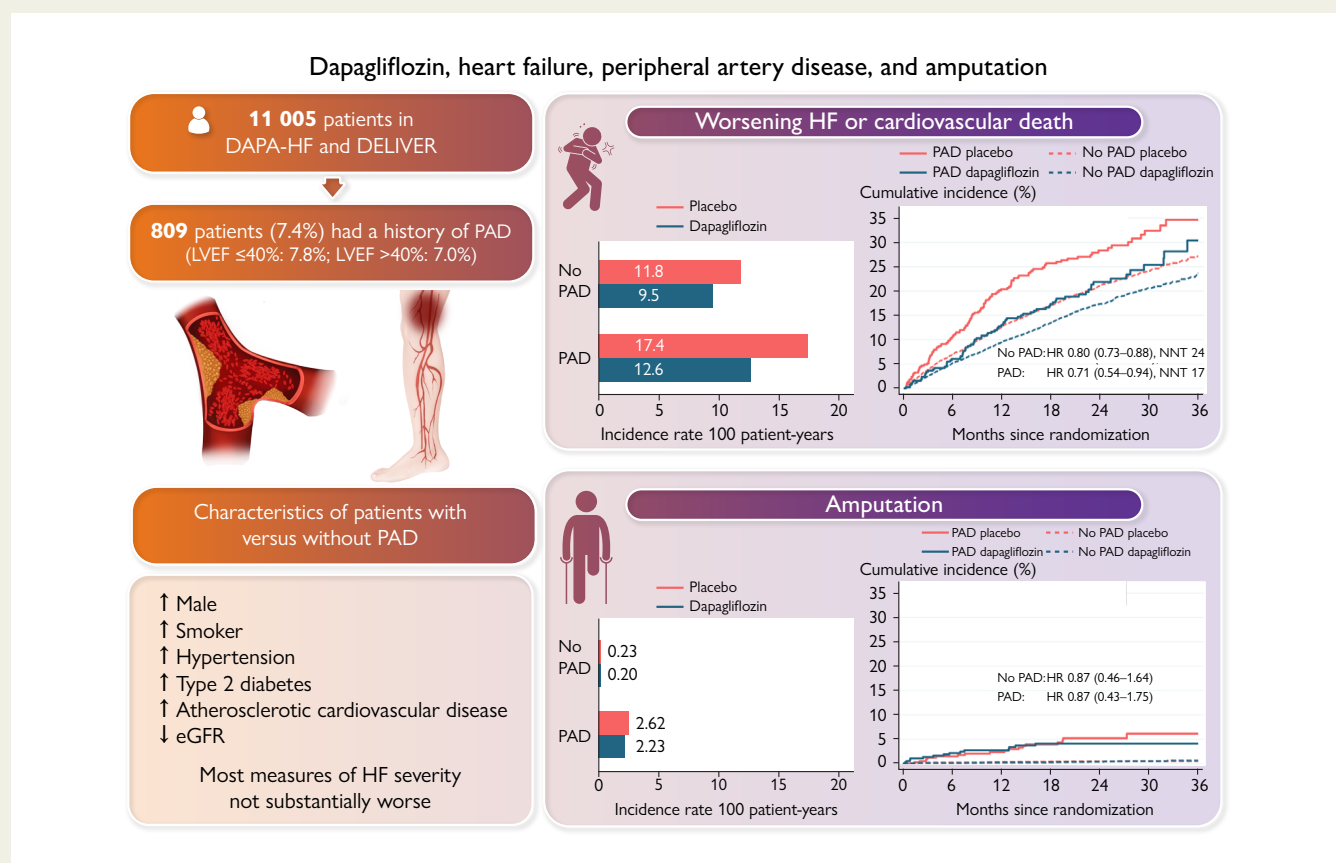 Dapagliflozin, heart failure, peripheral artery disease, and amputation
11 005 patients in
DAPA-HF and DELIVER
809 patients (7.4%) had a history of PAD
(LVEF ≤40%: 7.8%; LVEF >40%: 7.0%)
Characteristics of patients with
versus without PAD
↑ Male
↑ Smoker
↑ Hypertension
↑ Type 2 diabetes
↑ Atherosclerotic cardiovascular disease
↓ eGFR
Most measures of HF severity
not substantially worse
Worsening HF or cardiovascular death
Placebo
Dapagliflozin
No
PAD
11.8
9.5
PAD
17.4
12.6
0 5 10 15 20
Incidence rate 100 patient-years
PAD placebo No PAD placebo
PAD dapagliflozin No PAD dapagliflozin
Cumulative incidence (%)
35
30
25
20
15
10
5
0
No PAD: HR 0.80 (0.73–0.88), NNT 24
PAD: HR 0.71 (0.54–0.94), NNT 17
0 6 12 18 24 30 36
Months since randomization
Amputation
Placebo
Dapagliflozin
No
PAD
0.23
0.20
PAD
2.62
2.23
0 5 10 15 20
Incidence rate 100 patient-years
PAD placebo No PAD placebo
PAD dapagliflozin No PAD dapagliflozin
Cumulative incidence (%)
35
30
25
20
15
10
5
0
No PAD: HR 0.87 (0.46–1.64)
PAD: HR 0.87 (0.43–1.75)
0 6 12 18 24 30 36
Months since randomization